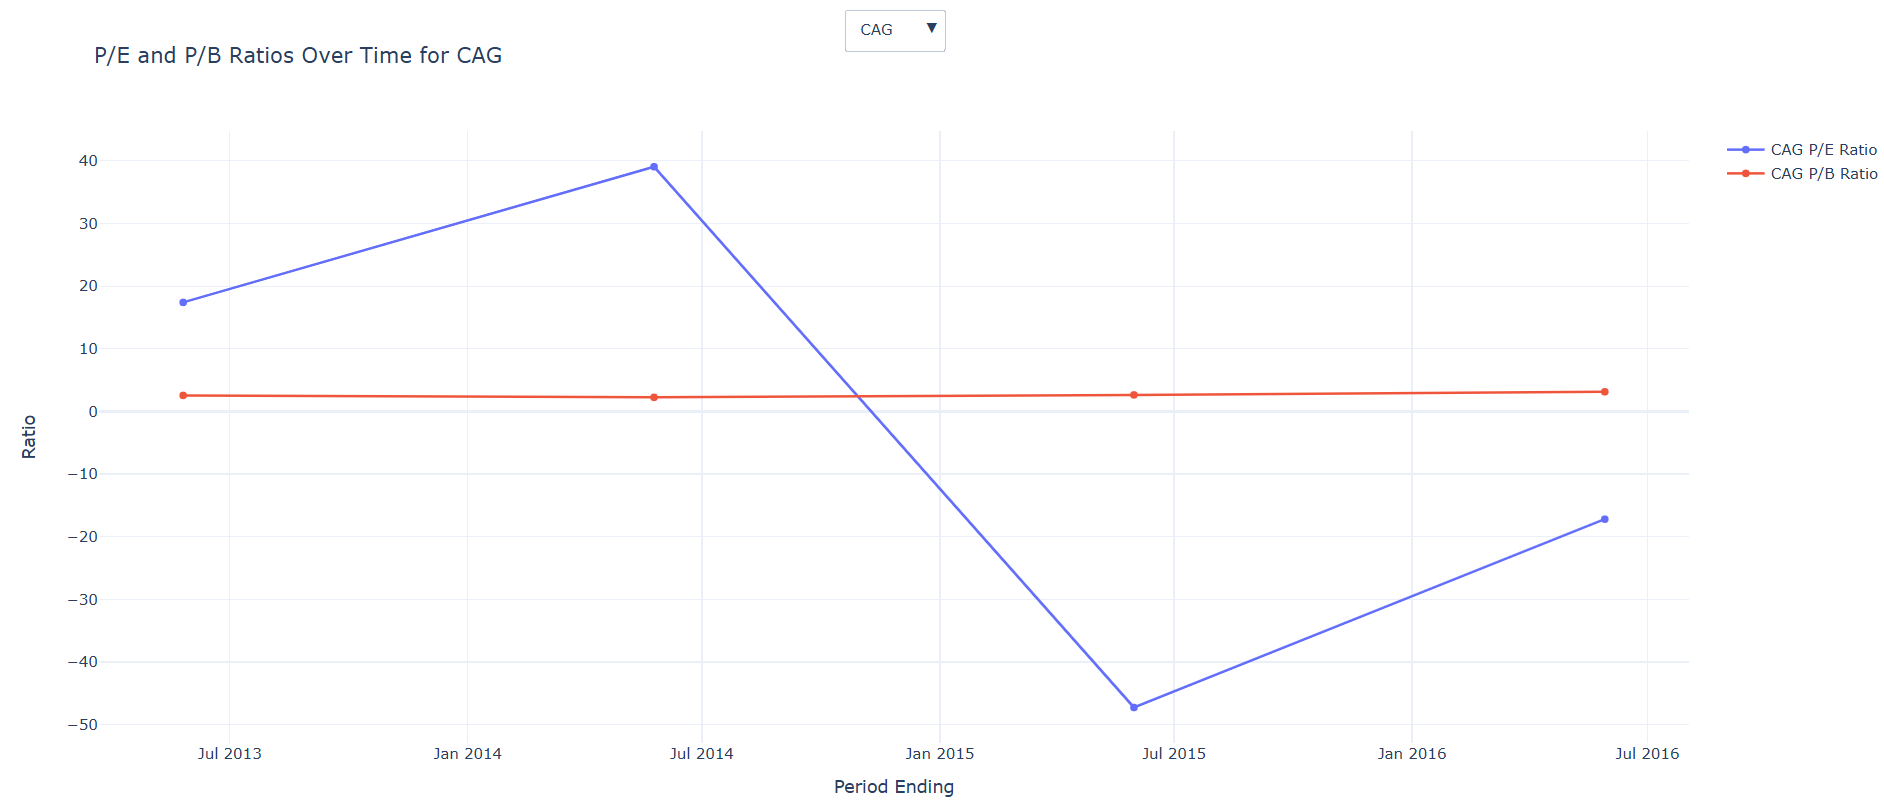 CAG ▼
P/E and P/B Ratios Over Time for CAG
CAG P/E Ratio
CAG P/B Ratio
40
30
20
10
0
−10
−20
−30
−40
−50
Ratio
Jul 2013
Jan 2014
Jul 2014
Jan 2015
Jul 2015
Jan 2016
Jul 2016
Period Ending